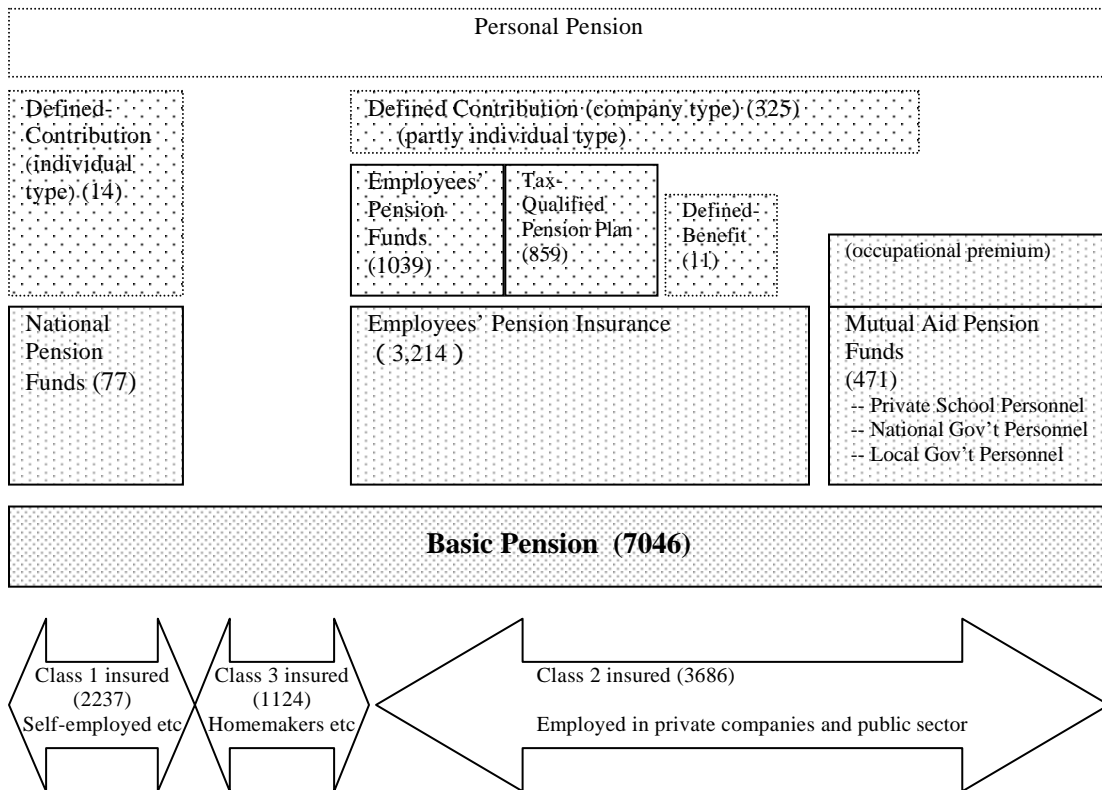 Personal Pension
Defined-
Contribution
(individual
type) (14)
Defined Contribution (company type) (325)
(partly individual type)
Employees’
Pension
Funds
(1039)
Tax-
Qualified
Pension Plan
(859)
Defined-
Benefit
(11)
(occupational premium)
National
Pension
Funds (77)
Employees’ Pension Insurance
( 3,214 )
Mutual Aid Pension
Funds
(471)
-- Private School Personnel
-- National Gov’t Personnel
-- Local Gov’t Personnel
Basic Pension (7046)
Class 1 insured
(2237)
Self-employed etc
Class 3 insured
(1124)
Homemakers etc
Class 2 insured (3686)
Employed in private companies and public sector